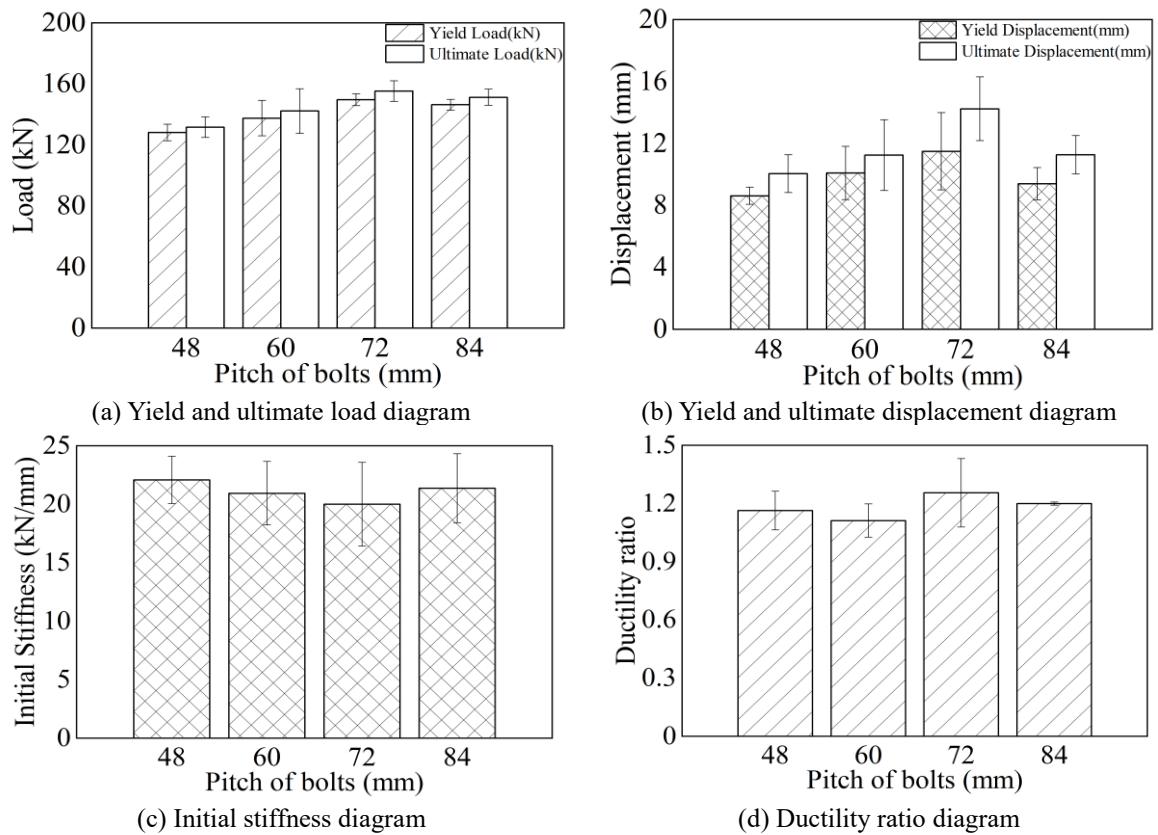 200
160
120
80
40
0
Load (kN)
Yield Load(kN)
Ultimate Load(kN)
48 60 72 84
Pitch of bolts (mm)
(a) Yield and ultimate load diagram
20
16
12
8
4
0
Displacement (mm)
Yield Displacement(mm)
Ultimate Displacement(mm)
48 60 72 84
Pitch of bolts (mm)
(b) Yield and ultimate displacement diagram
25
20
15
10
5
0
Initial Stiffness (kN/mm)
48 60 72 84
Pitch of bolts (mm)
(c) Initial stiffness diagram
1.5
1.2
0.9
0.6
0.3
0
Ductility ratio
48 60 72 84
Pitch of bolts (mm)
(d) Ductility ratio diagram